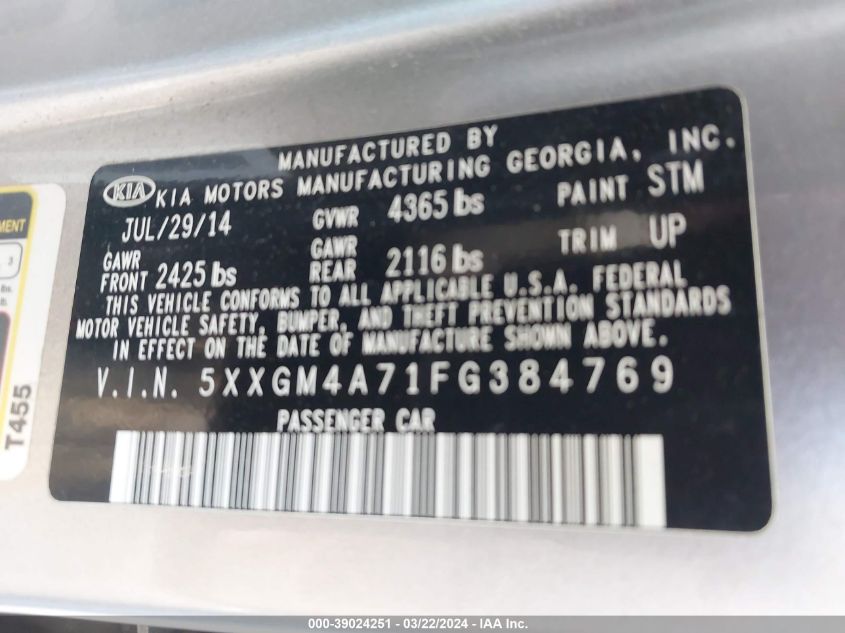 MANUFACTURED BY
KIA KIA MOTORS MANUFACTURING GEORGIA, INC.
JUL/29/14 GVWR 4365 lbs PAINT STM
GAWR FRONT 2425 lbs GAWR REAR 2116 lbs TRIM UP
THIS VEHICLE CONFORMS TO ALL APPLICABLE U.S.A. FEDERAL
MOTOR VEHICLE SAFETY, BUMPER, AND THEFT PREVENTION STANDARDS
IN EFFECT ON THE DATE OF MANUFACTURE SHOWN ABOVE.
V.I.N. 5XXGM4A71FG384769
PASSENGER CAR
3
T455
000-39024251 - 03/22/2024 - IAA Inc.